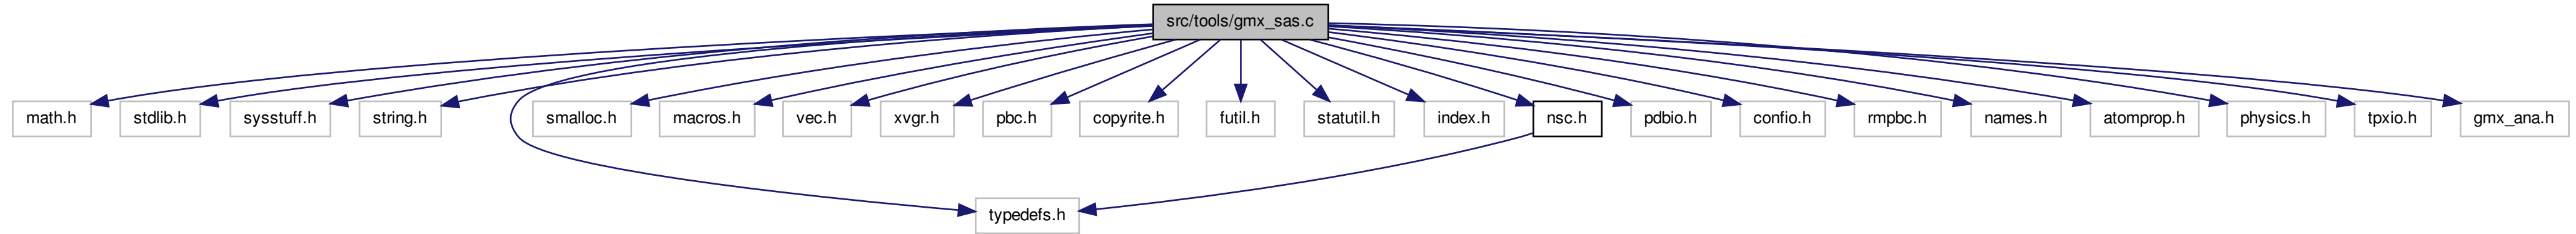 src/tools/gmx_sas.c
math.h
stdlib.h
sysstuff.h
string.h
smalloc.h
macros.h
vec.h
xvgr.h
pbc.h
copyrite.h
futil.h
statutil.h
index.h
nsc.h
pdbio.h
confio.h
rmpbc.h
names.h
atomprop.h
physics.h
tpxio.h
gmx_ana.h
typedefs.h